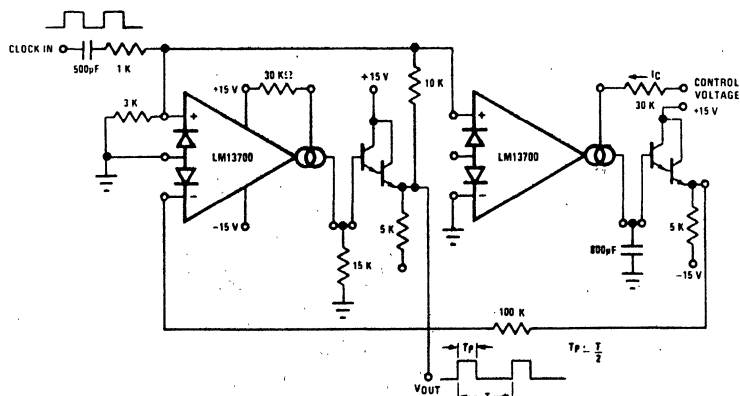 CLOCK IN
500pF
1 K
3 K
+15 V
30 KΩ
+
−
LM13700
−15 V
+15 V
10 K
5 K
15 K
+
LM13700
IC
CONTROL
VOLTAGE
30 K
+15 V
5 K
800pF
−15 V
100 K
TP
TP = T/2
VOUT
T